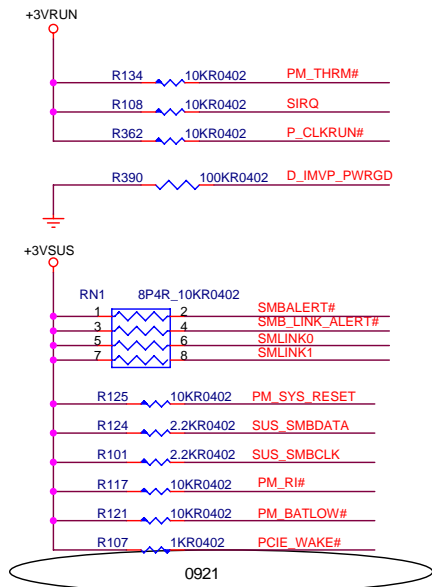 +3VRUN
R134 10KR0402 PM_THRM#
R108 10KR0402 SIRQ
R362 10KR0402 P_CLKRUN#
R390 100KR0402 D_IMVP_PWRGD
+3VSUS
RN1 8P4R_10KR0402
1 2 SMBALERT#
3 4 SMB_LINK_ALERT#
5 6 SMLINK0
7 8 SMLINK1
R125 10KR0402 PM_SYS_RESET
R124 2.2KR0402 SUS_SMBDATA
R101 2.2KR0402 SUS_SMBCLK
R117 10KR0402 PM_RI#
R121 10KR0402 PM_BATLOW#
R107 1KR0402 PCIE_WAKE#
0921